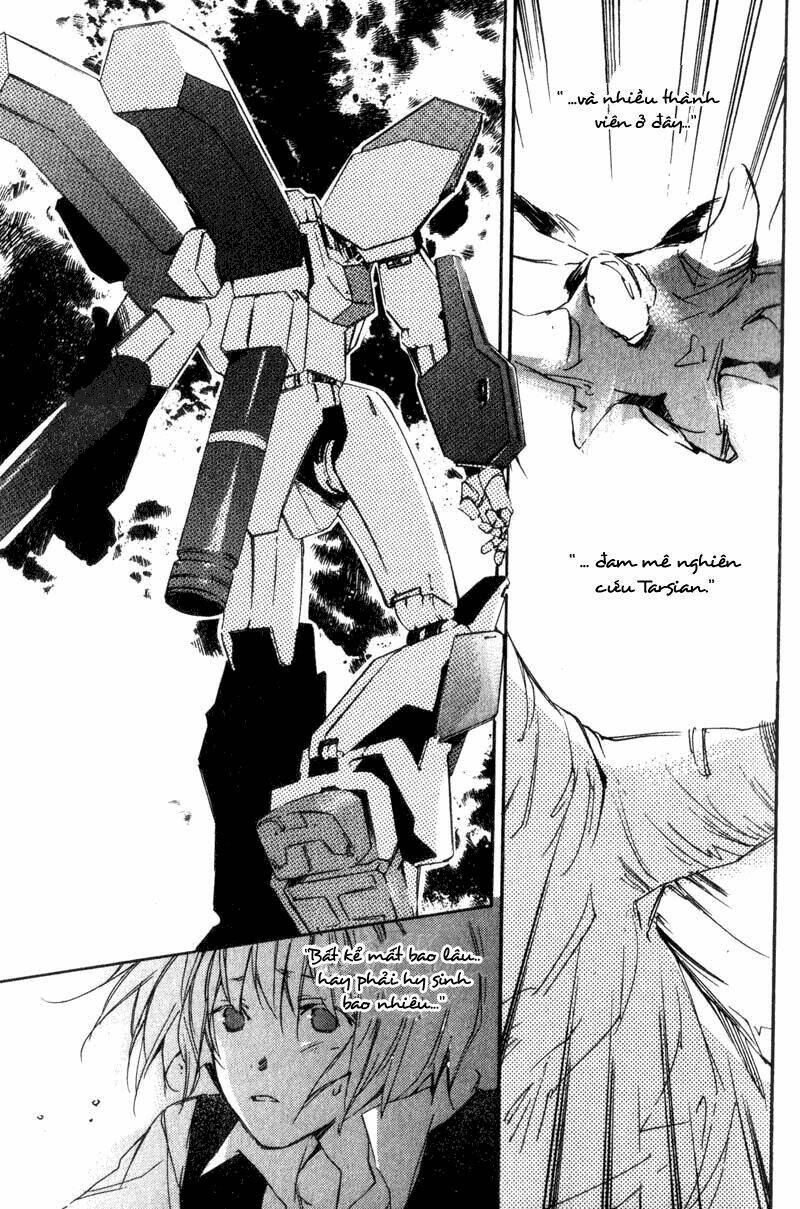 " ...và nhiều thành
viên ở đây..."
" ... đam mê nghiên
cứu Tarsian."
"Bất kể mất bao lâu..
hay phải hy sinh
bao nhiêu..."